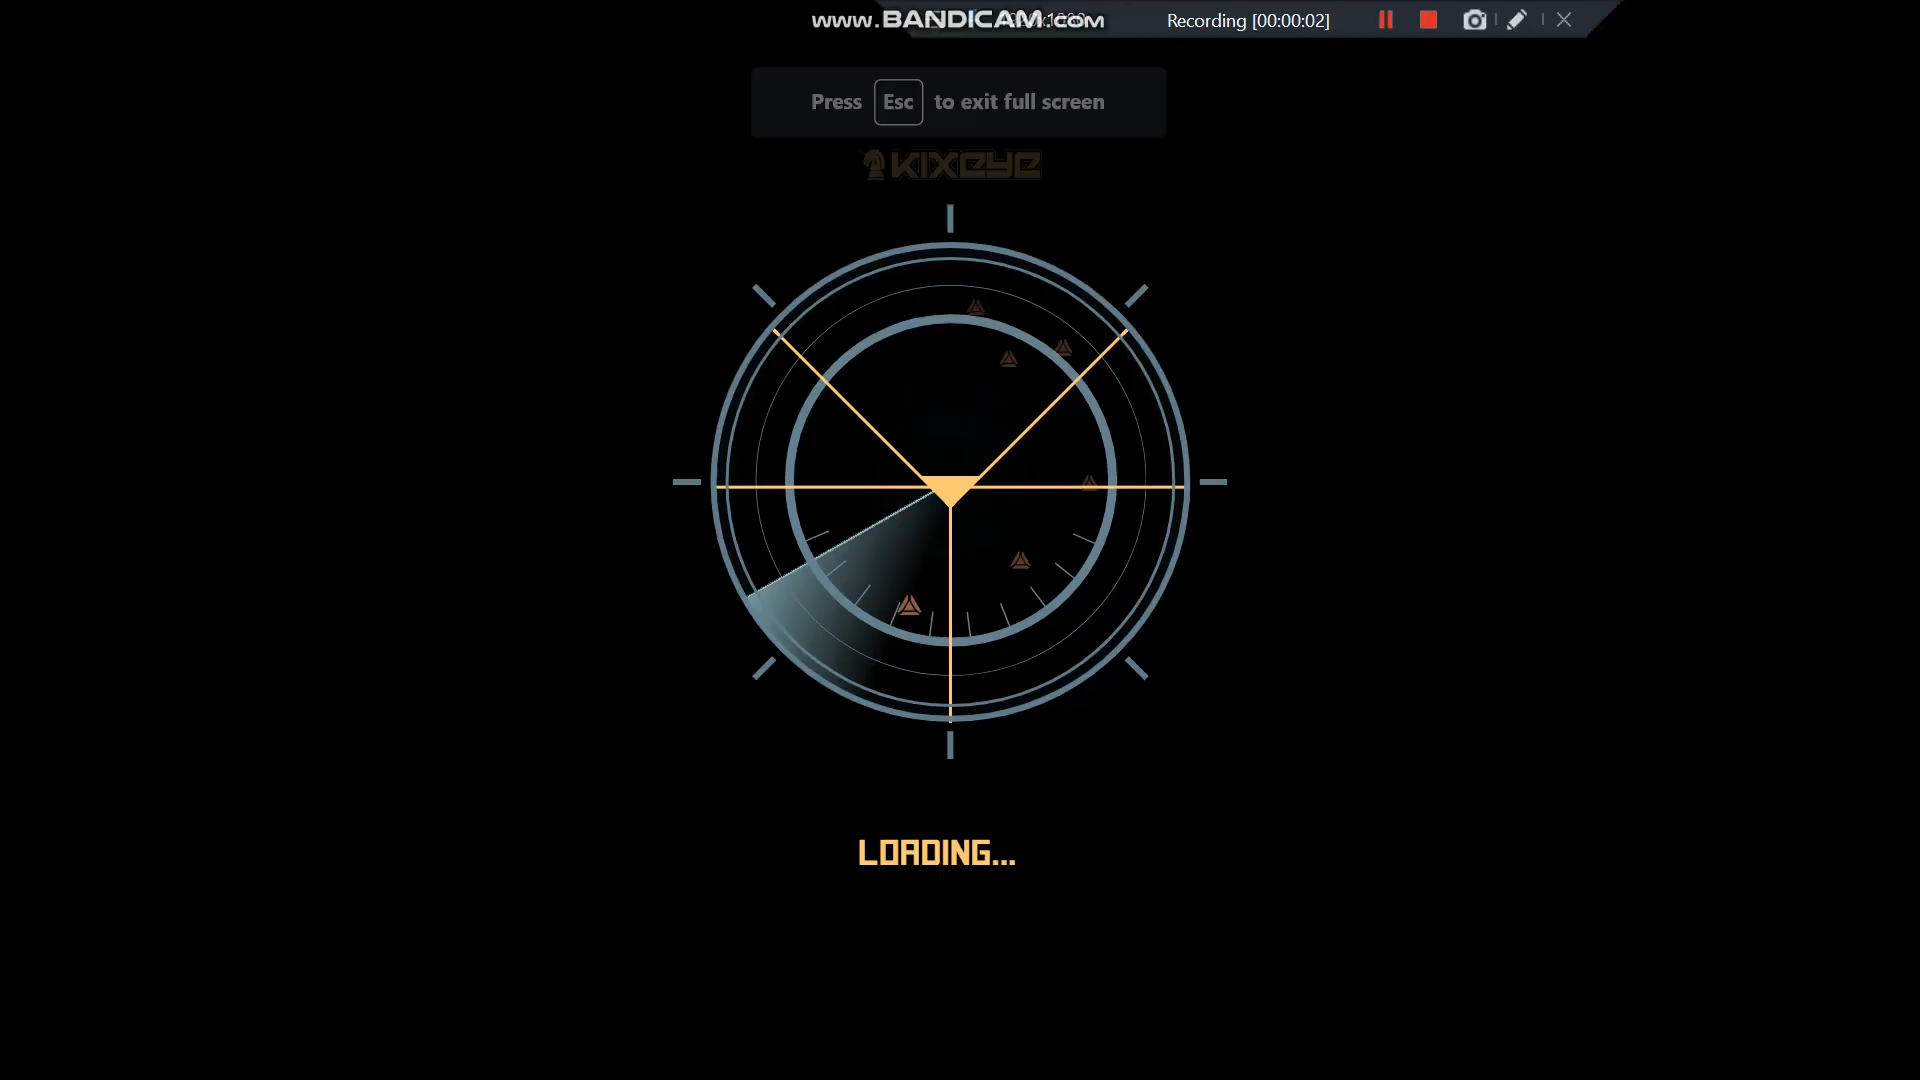 www.BANDICAM.com
Recording [00:00:02]
Press Esc to exit full screen
KIXEYE
LOADING...